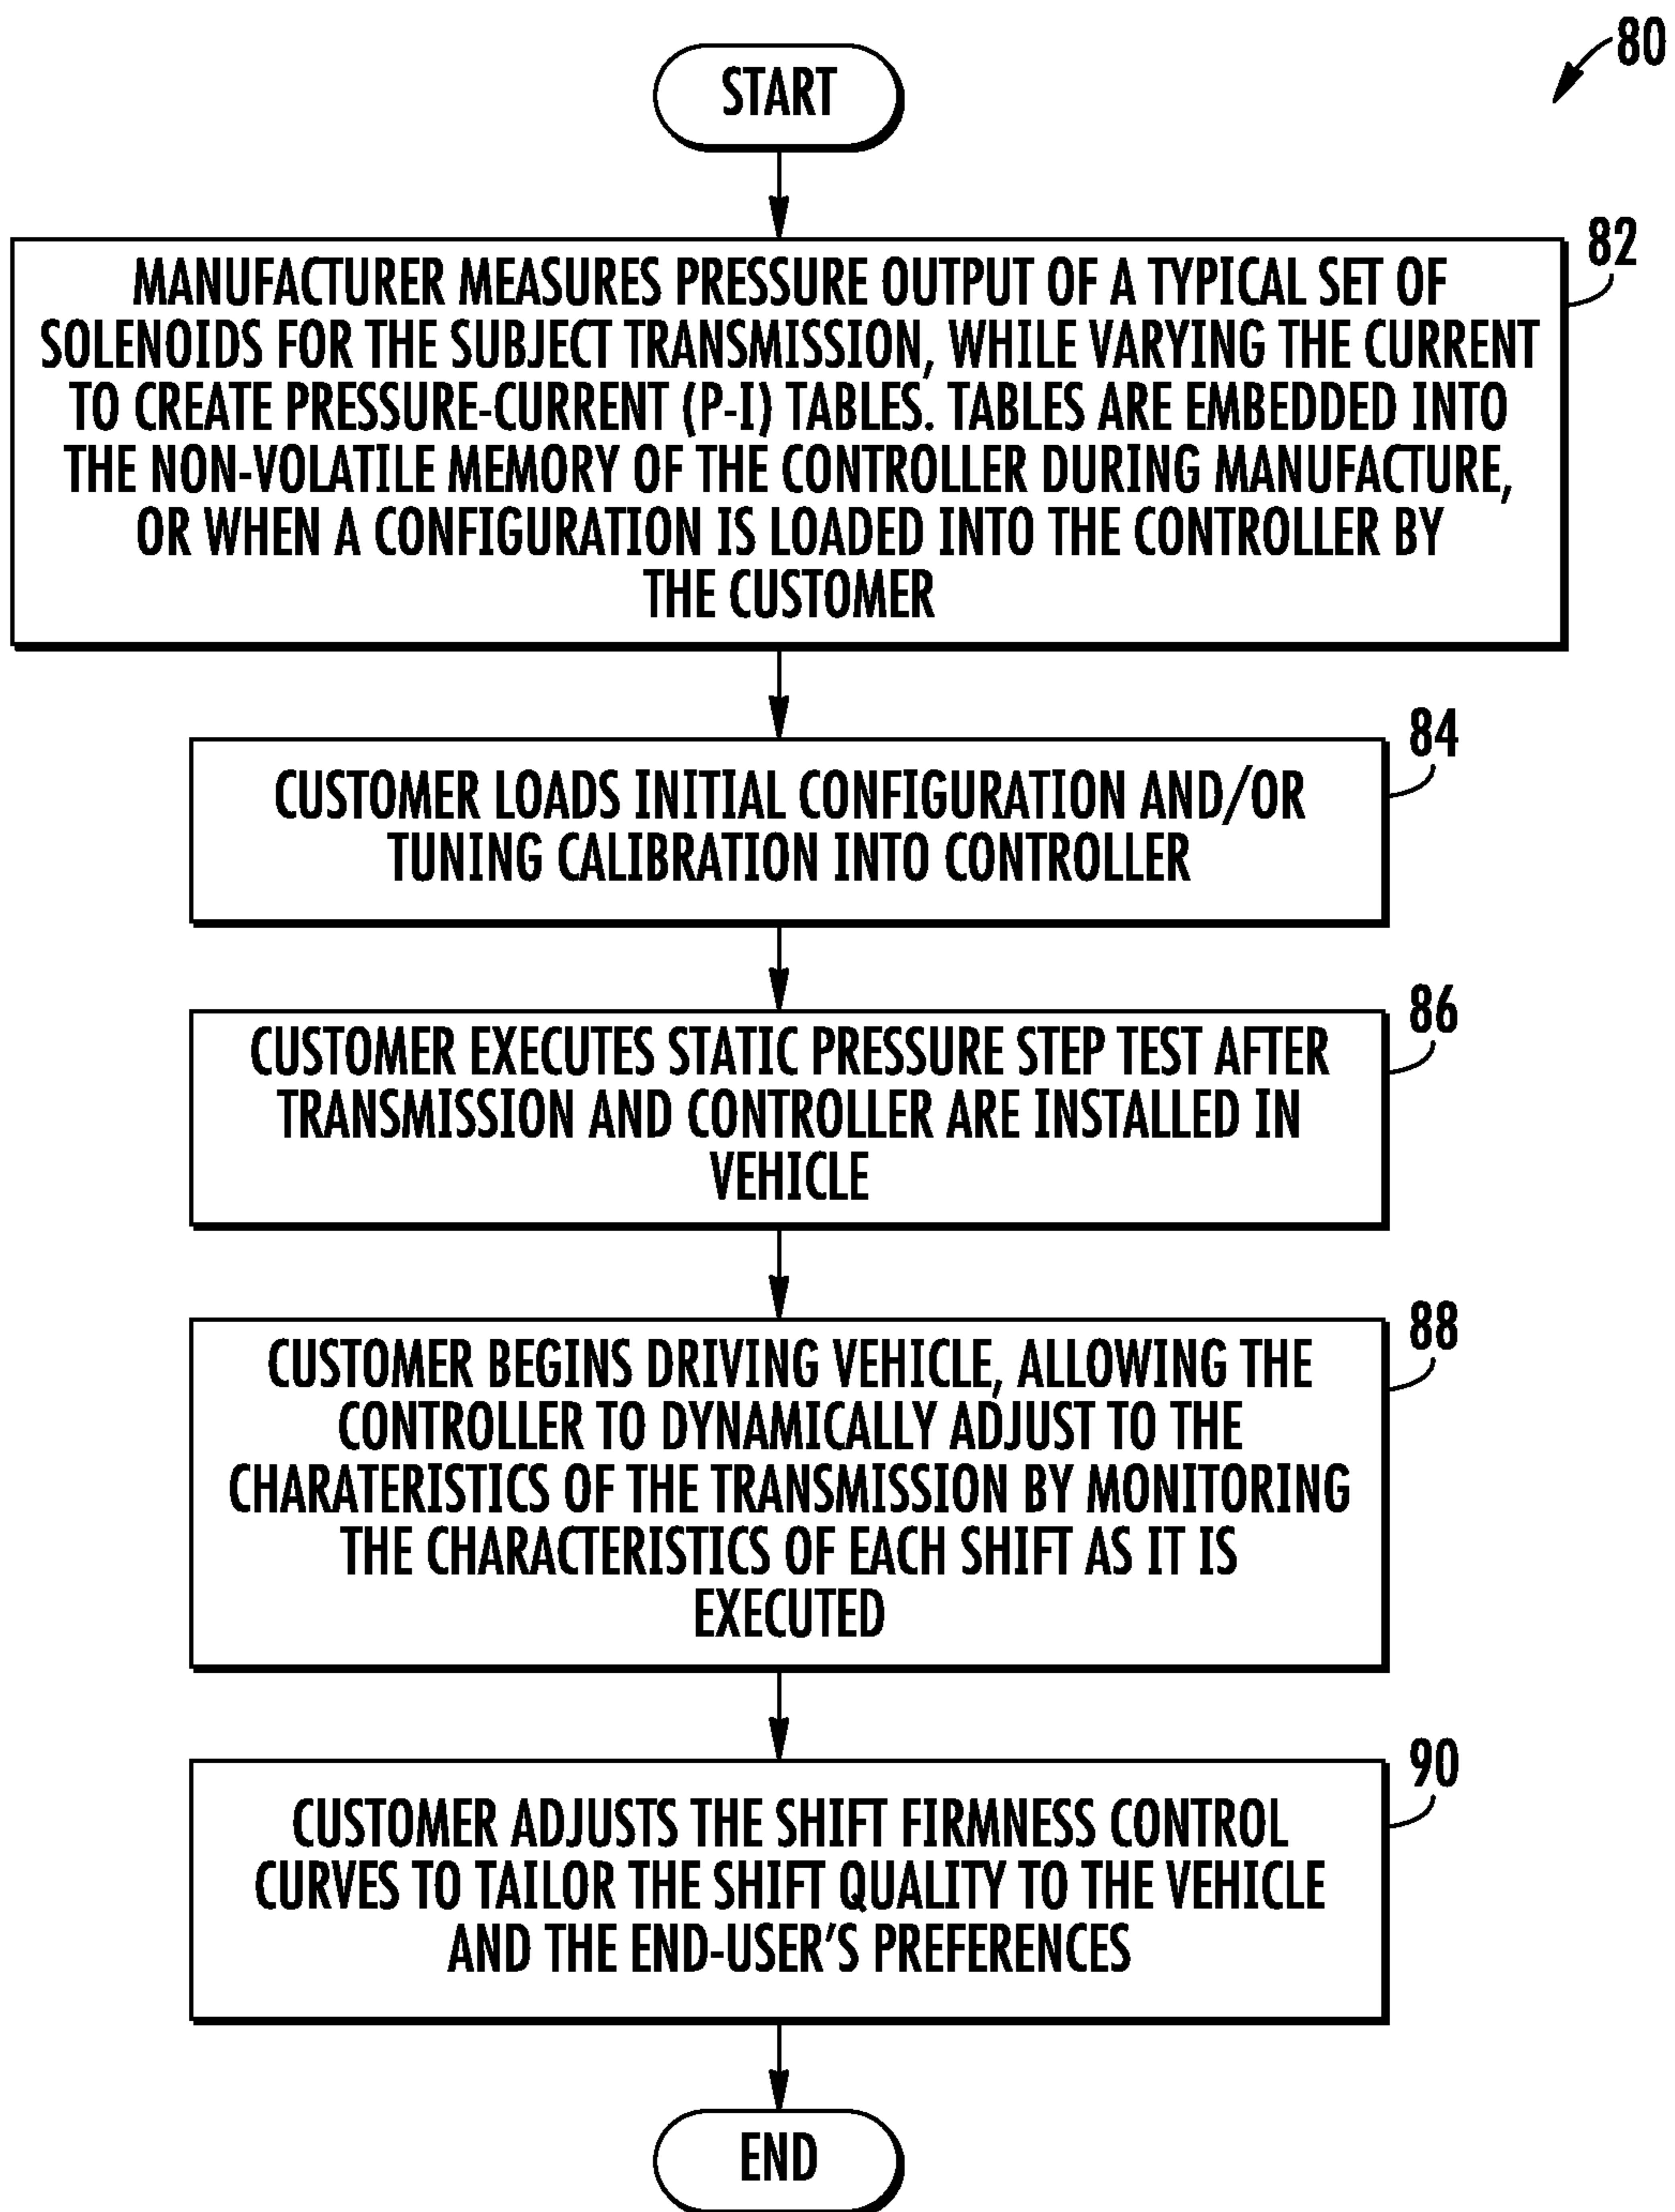 80
START
82
MANUFACTURER MEASURES PRESSURE OUTPUT OF A TYPICAL SET OF
SOLENOIDS FOR THE SUBJECT TRANSMISSION, WHILE VARYING THE CURRENT
TO CREATE PRESSURE-CURRENT (P-I) TABLES. TABLES ARE EMBEDDED INTO
THE NON-VOLATILE MEMORY OF THE CONTROLLER DURING MANUFACTURE,
OR WHEN A CONFIGURATION IS LOADED INTO THE CONTROLLER BY
THE CUSTOMER
84
CUSTOMER LOADS INITIAL CONFIGURATION AND/OR
TUNING CALIBRATION INTO CONTROLLER
86
CUSTOMER EXECUTES STATIC PRESSURE STEP TEST AFTER
TRANSMISSION AND CONTROLLER ARE INSTALLED IN
VEHICLE
88
CUSTOMER BEGINS DRIVING VEHICLE, ALLOWING THE
CONTROLLER TO DYNAMICALLY ADJUST TO THE
CHARATERISTICS OF THE TRANSMISSION BY MONITORING
THE CHARACTERISTICS OF EACH SHIFT AS IT IS
EXECUTED
90
CUSTOMER ADJUSTS THE SHIFT FIRMNESS CONTROL
CURVES TO TAILOR THE SHIFT QUALITY TO THE VEHICLE
AND THE END-USER'S PREFERENCES
END